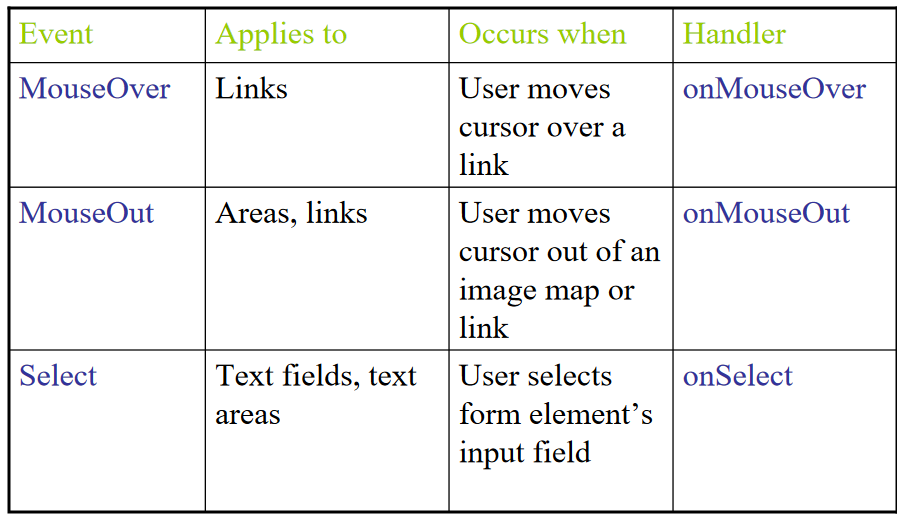 Event Applies to Occurs when Handler
MouseOver Links User moves onMouseOver
cursor over a
link
MouseOut Areas, links User moves onMouseOut
cursor out of an
image map or
link
Select Text fields, text User selects onSelect
areas form element’s
input field